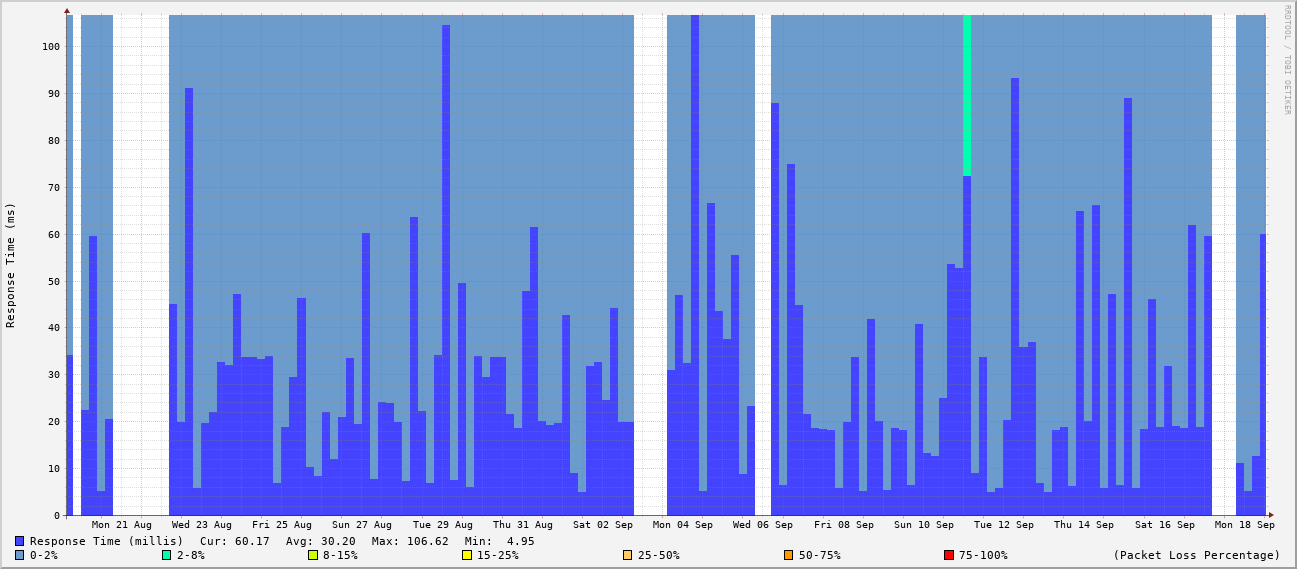 RRDTOOL / TOBI OETIKER
Response Time (ms)
100
90
80
70
60
50
40
30
20
10
0
Mon 21 Aug Wed 23 Aug Fri 25 Aug Sun 27 Aug Tue 29 Aug Thu 31 Aug Sat 02 Sep Mon 04 Sep Wed 06 Sep Fri 08 Sep Sun 10 Sep Tue 12 Sep Thu 14 Sep Sat 16 Sep Mon 18 Sep
Response Time (millis) Cur: 60.17 Avg: 30.20 Max: 106.62 Min: 4.95
0-2% 2-8% 8-15% 15-25% 25-50% 50-75% 75-100% (Packet Loss Percentage)